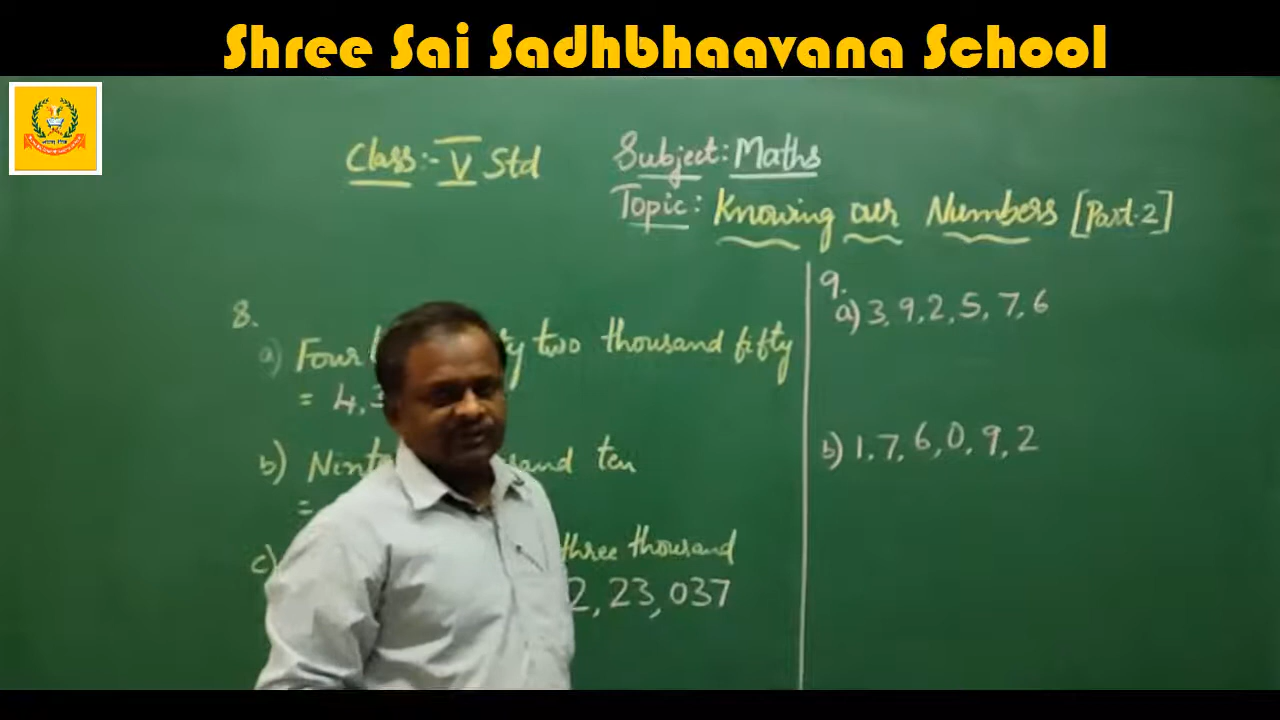 Shree Sai Sadhbhaavana School
Class:- V Std
Subject: Maths
Topic: Knowing our Numbers [Part-2]
8.
a) Four two thousand fifty
= 4,3
b) ten
=
c) three thousand
2,23,037
9.
a) 3, 9, 2, 5, 7, 6
b) 1, 7, 6, 0, 9, 2